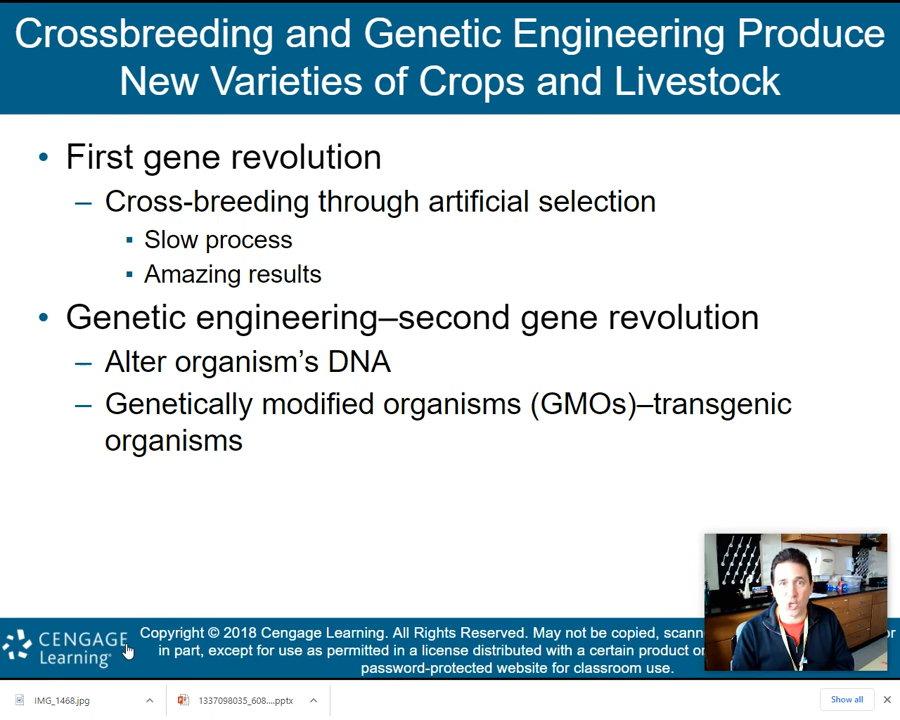 Crossbreeding and Genetic Engineering Produce
New Varieties of Crops and Livestock
• First gene revolution
– Cross-breeding through artificial selection
▪ Slow process
▪ Amazing results
• Genetic engineering–second gene revolution
– Alter organism’s DNA
– Genetically modified organisms (GMOs)–transgenic
organisms
CENGAGE
Learning®
Copyright © 2018 Cengage Learning. All Rights Reserved. May not be copied,
in part, except for use as permitted in a license distributed with a certain product or
password-protected website for classroom use.
IMG_1468.jpg
1337098035_608....pptx
Show all